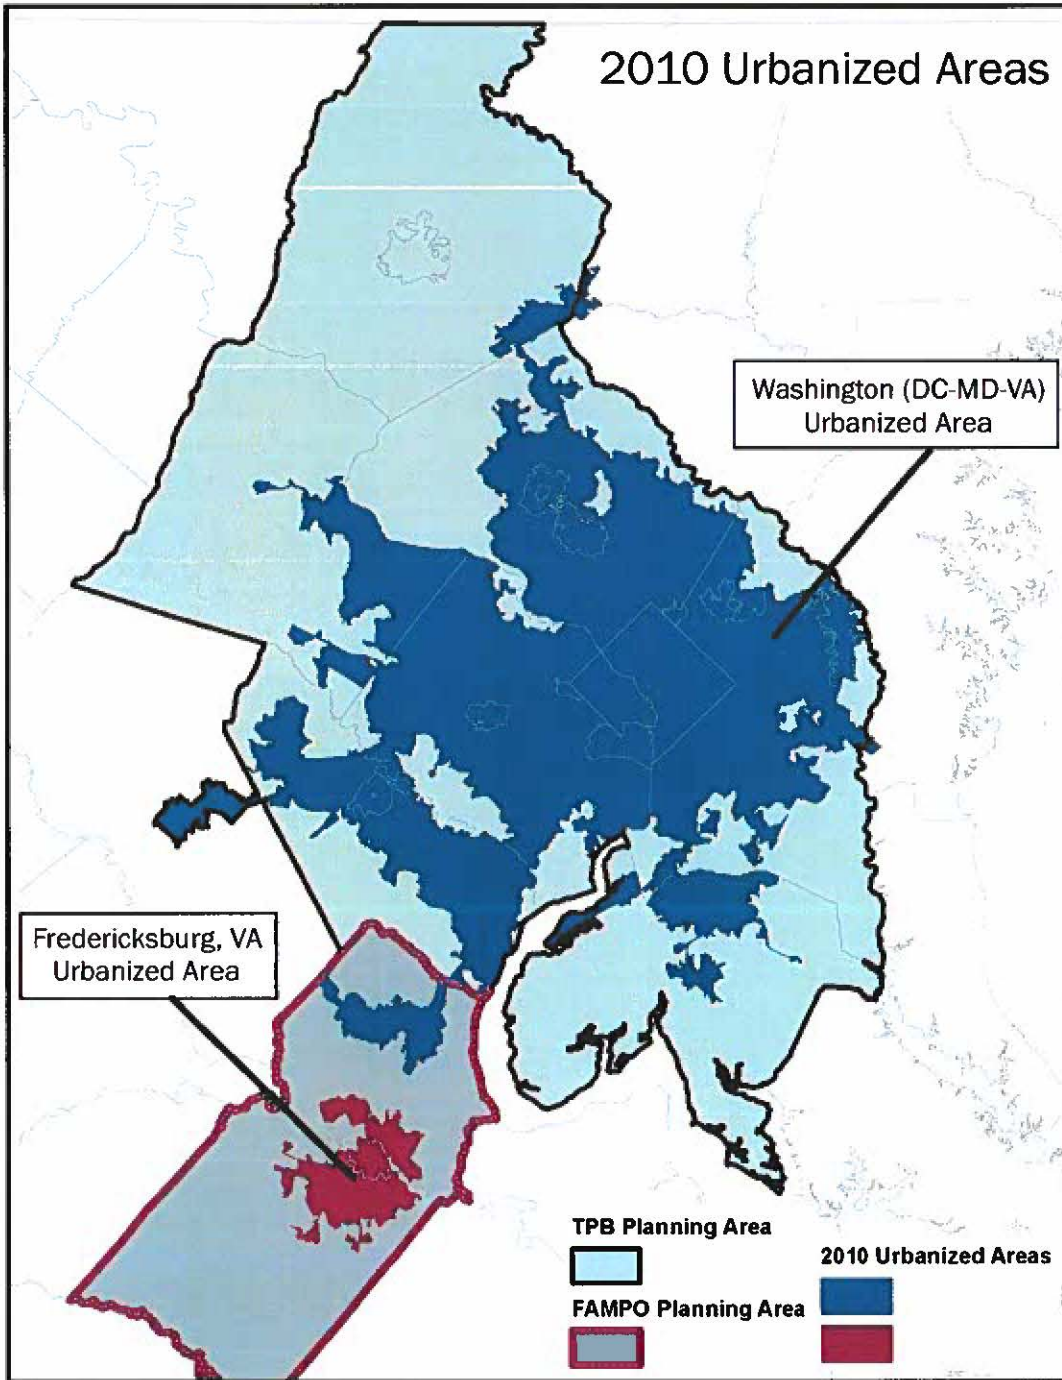 2010 Urbanized Areas
Washington (DC-MD-VA)
Urbanized Area
Fredericksburg, VA
Urbanized Area
TPB Planning Area
2010 Urbanized Areas
FAMPO Planning Area